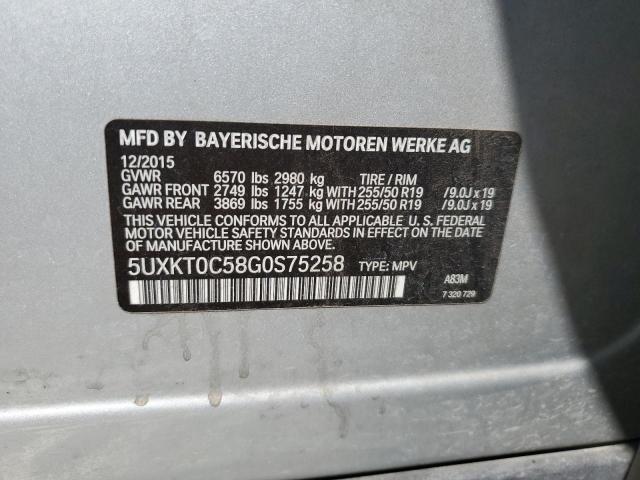 MFD BY BAYERISCHE MOTOREN WERKE AG
12/2015
GVWR 6570 lbs 2980 kg TIRE / RIM
GAWR FRONT 2749 lbs 1247 kg WITH 255/50 R19 /9.0J x 19
GAWR REAR 3869 lbs 1755 kg WITH 255/50 R19 /9.0J x 19
THIS VEHICLE CONFORMS TO ALL APPLICABLE U. S. FEDERAL
MOTOR VEHICLE SAFETY STANDARDS IN EFFECT ON THE DATE
OF MANUFACTURE SHOWN ABOVE.
5UXKT0C58G0S75258 TYPE: MPV
A83M
7 320 729